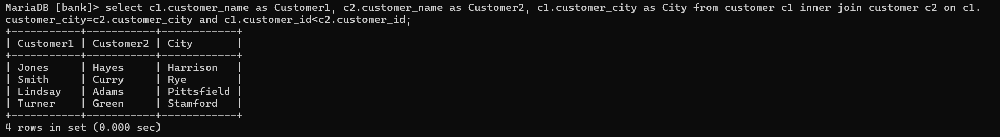 MariaDB [bank]> select c1.customer_name as Customer1, c2.customer_name as Customer2, c1.customer_city as City from customer c1 inner join customer c2 on c1.
customer_city=c2.customer_city and c1.customer_id<c2.customer_id;
+-----------+-----------+------------+
| Customer1 | Customer2 | City       |
+-----------+-----------+------------+
| Jones     | Hayes     | Harrison   |
| Smith     | Curry     | Rye        |
| Lindsay   | Adams     | Pittsfield |
| Turner    | Green     | Stamford   |
+-----------+-----------+------------+
4 rows in set (0.000 sec)